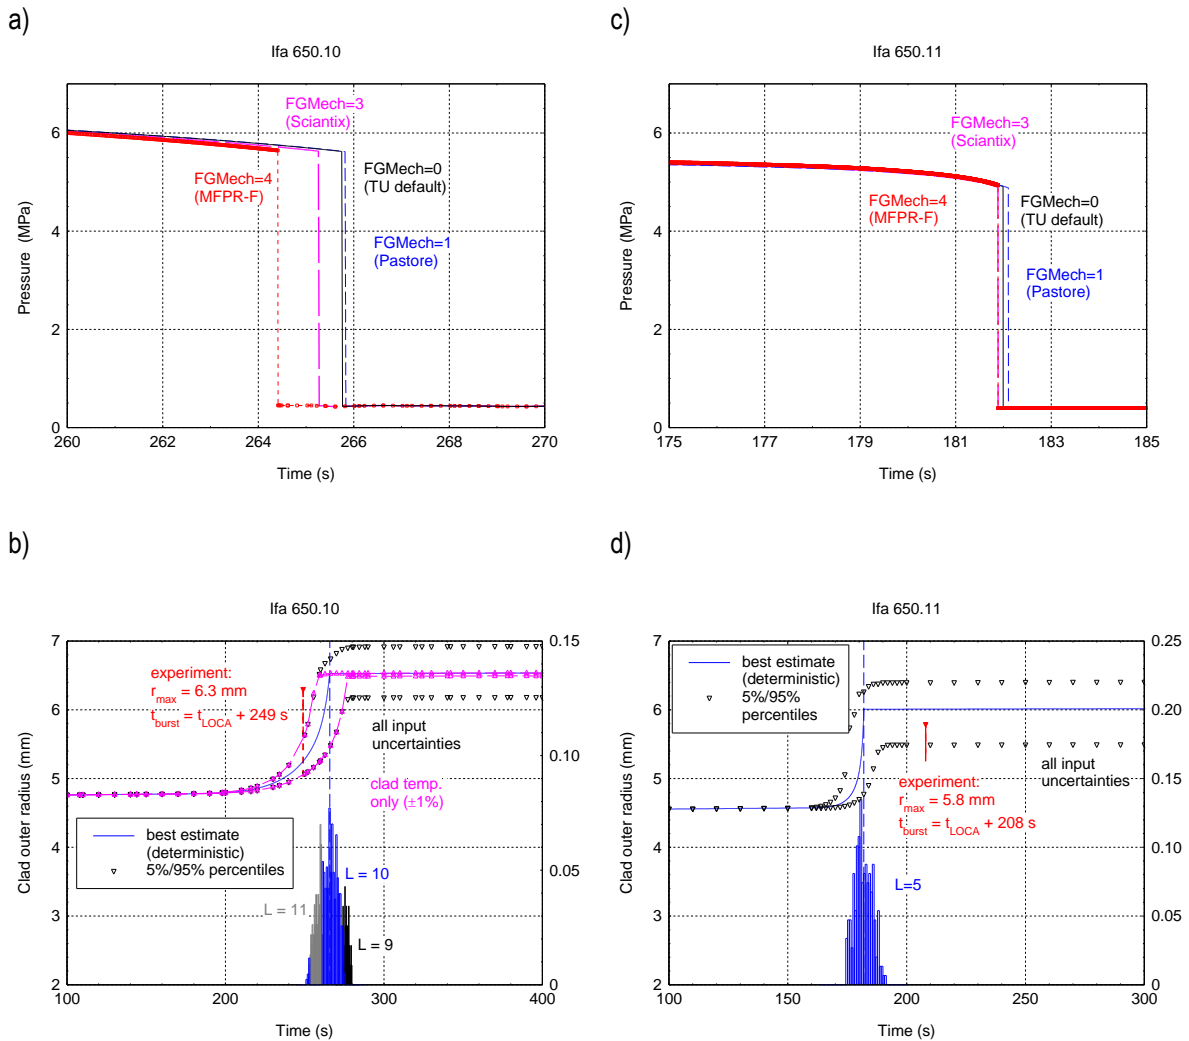 a)
Ifa 650.10
FGMech=3
(Sciantix)
FGMech=0
(TU default)
FGMech=4
(MFPR-F)
FGMech=1
(Pastore)
Pressure (MPa)
6
4
2
0
260
262
264
266
268
270
Time (s)
c)
Ifa 650.11
FGMech=3
(Sciantix)
FGMech=4
(MFPR-F)
FGMech=0
(TU default)
FGMech=1
(Pastore)
Pressure (MPa)
6
4
2
0
175
177
179
181
183
185
Time (s)
b)
Ifa 650.10
experiment:
rmax = 6.3 mm
tburst = tLOCA + 249 s
all input
uncertainties
clad temp.
only (±1%)
best estimate
(deterministic)
5%/95% percentiles
L = 10
L = 11
L = 9
Clad outer radius (mm)
7
6
5
4
3
2
0.15
0.10
0.05
0
100
200
300
400
Time (s)
d)
Ifa 650.11
best estimate
(deterministic)
5%/95%
percentiles
all input
uncertainties
experiment:
rmax = 5.8 mm
tburst = tLOCA + 208 s
L=5
Clad outer radius (mm)
7
6
5
4
3
2
0.25
0.20
0.15
0.10
0.05
0
100
150
200
250
300
Time (s)